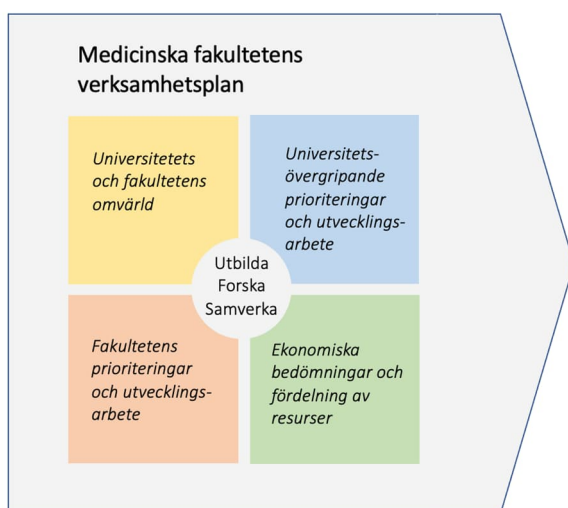 Medicinska fakultetens
verksamhetsplan
Universitetets
och fakultetens
omvärld
Universitets-
övergripande
prioriteringar
och utvecklings-
arbete
Utbilda
Forska
Samverka
Fakultetens
prioriteringar
och utvecklings-
arbete
Ekonomiska
bedömningar och
fördelning av
resurser